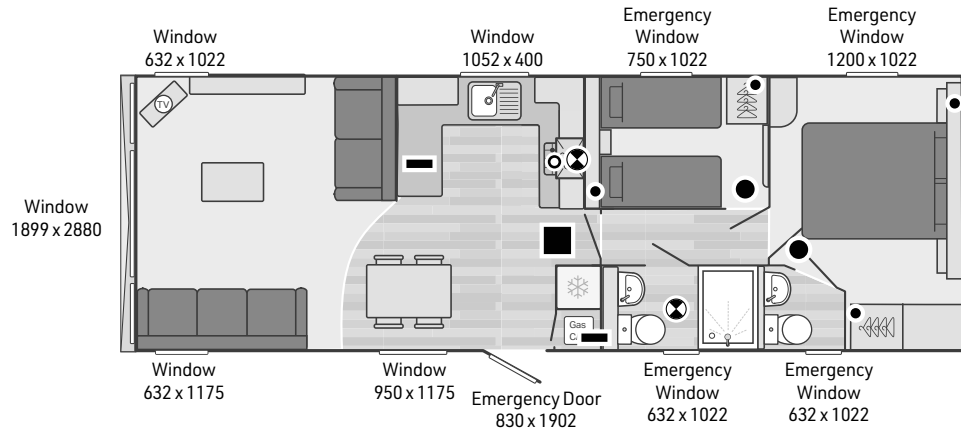 Window
632 x 1022
Window
1052 x 400
Emergency
Window
750 x 1022
Emergency
Window
1200 x 1022
TV
Window
1899 x 2880
Gas
Window
632 x 1175
Window
950 x 1175
Emergency Door
830 x 1902
Emergency
Window
632 x 1022
Emergency
Window
632 x 1022